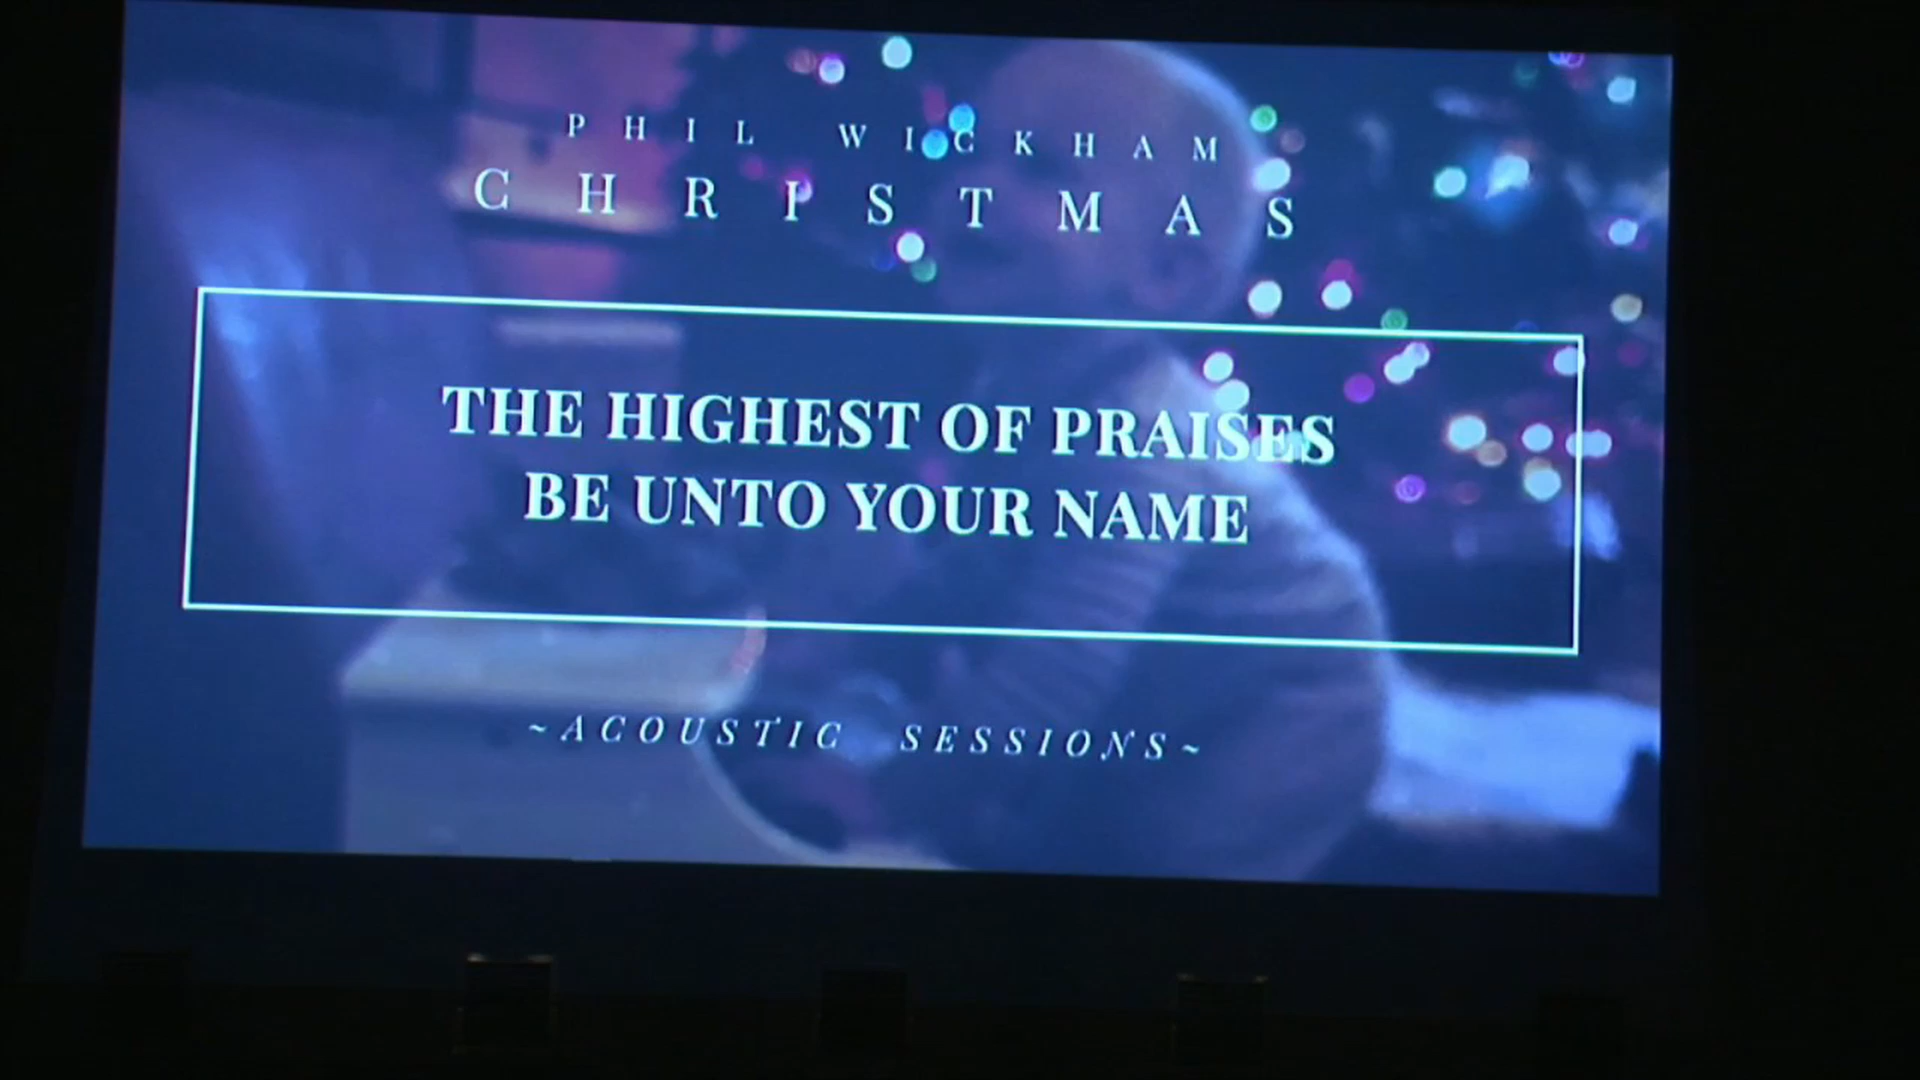 PHIL WICKHAM
CHRISTMAS
THE HIGHEST OF PRAISES
BE UNTO YOUR NAME
~ACOUSTIC SESSIONS~